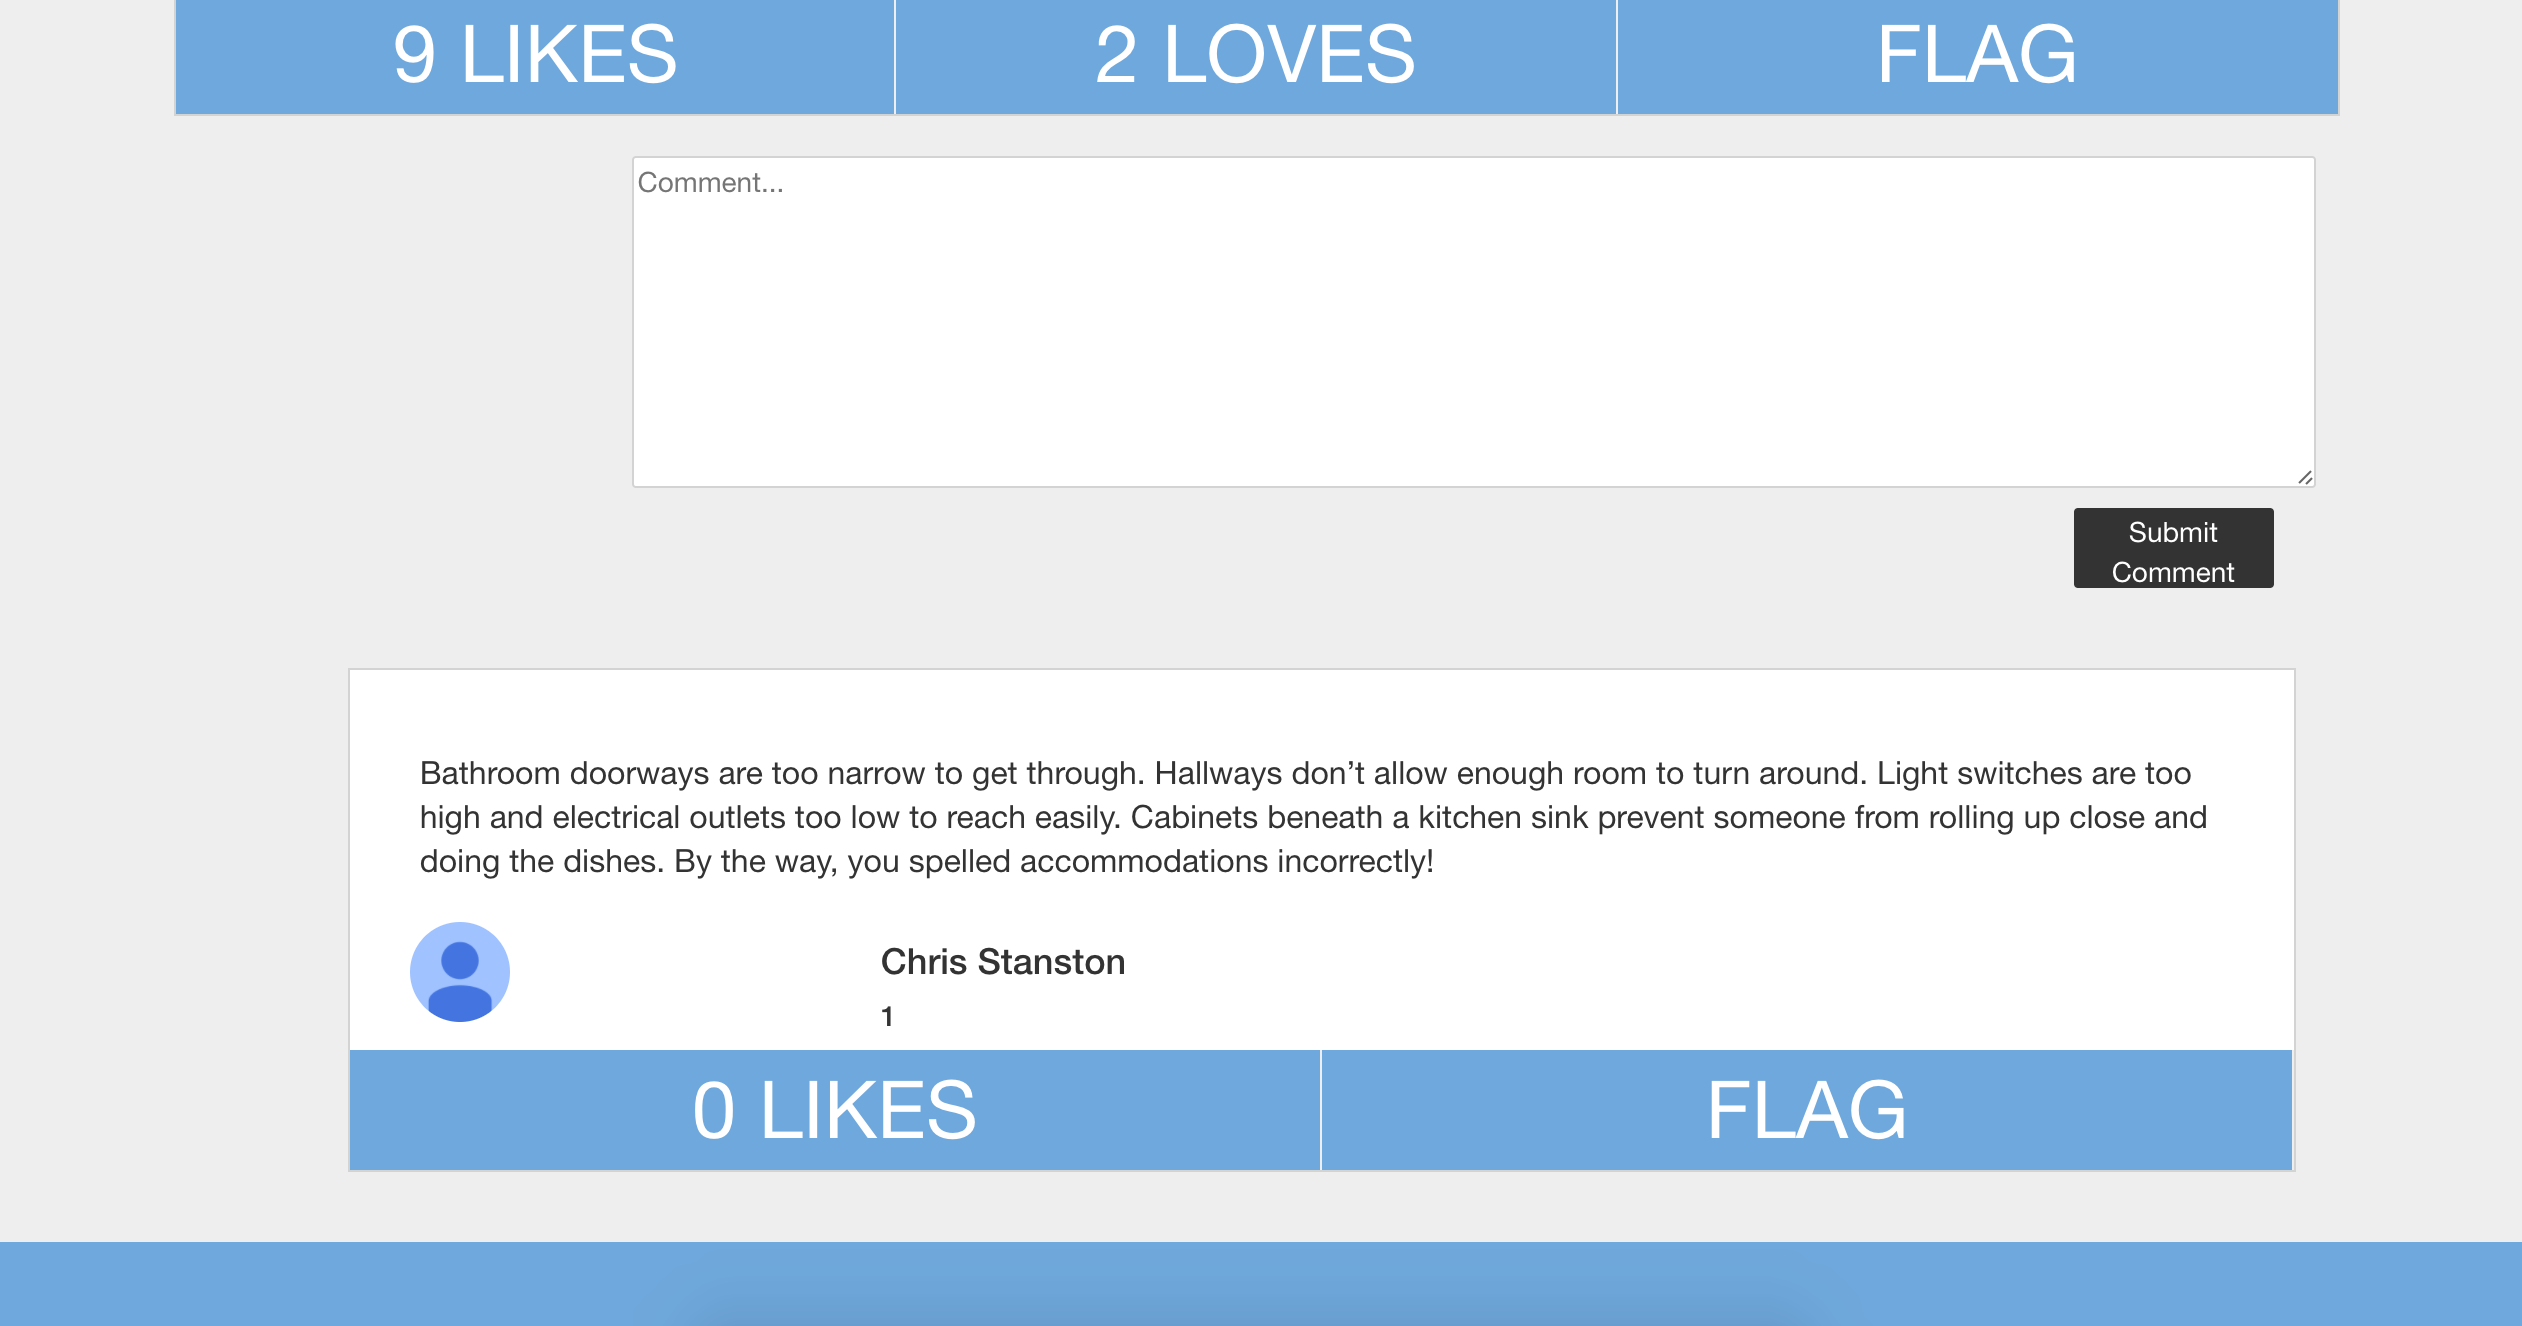 9 LIKES
2 LOVES
FLAG
Comment...
Submit
Comment
Bathroom doorways are too narrow to get through. Hallways don’t allow enough room to turn around. Light switches are too
high and electrical outlets too low to reach easily. Cabinets beneath a kitchen sink prevent someone from rolling up close and
doing the dishes. By the way, you spelled accommodations incorrectly!
Chris Stanston
1
0 LIKES
FLAG